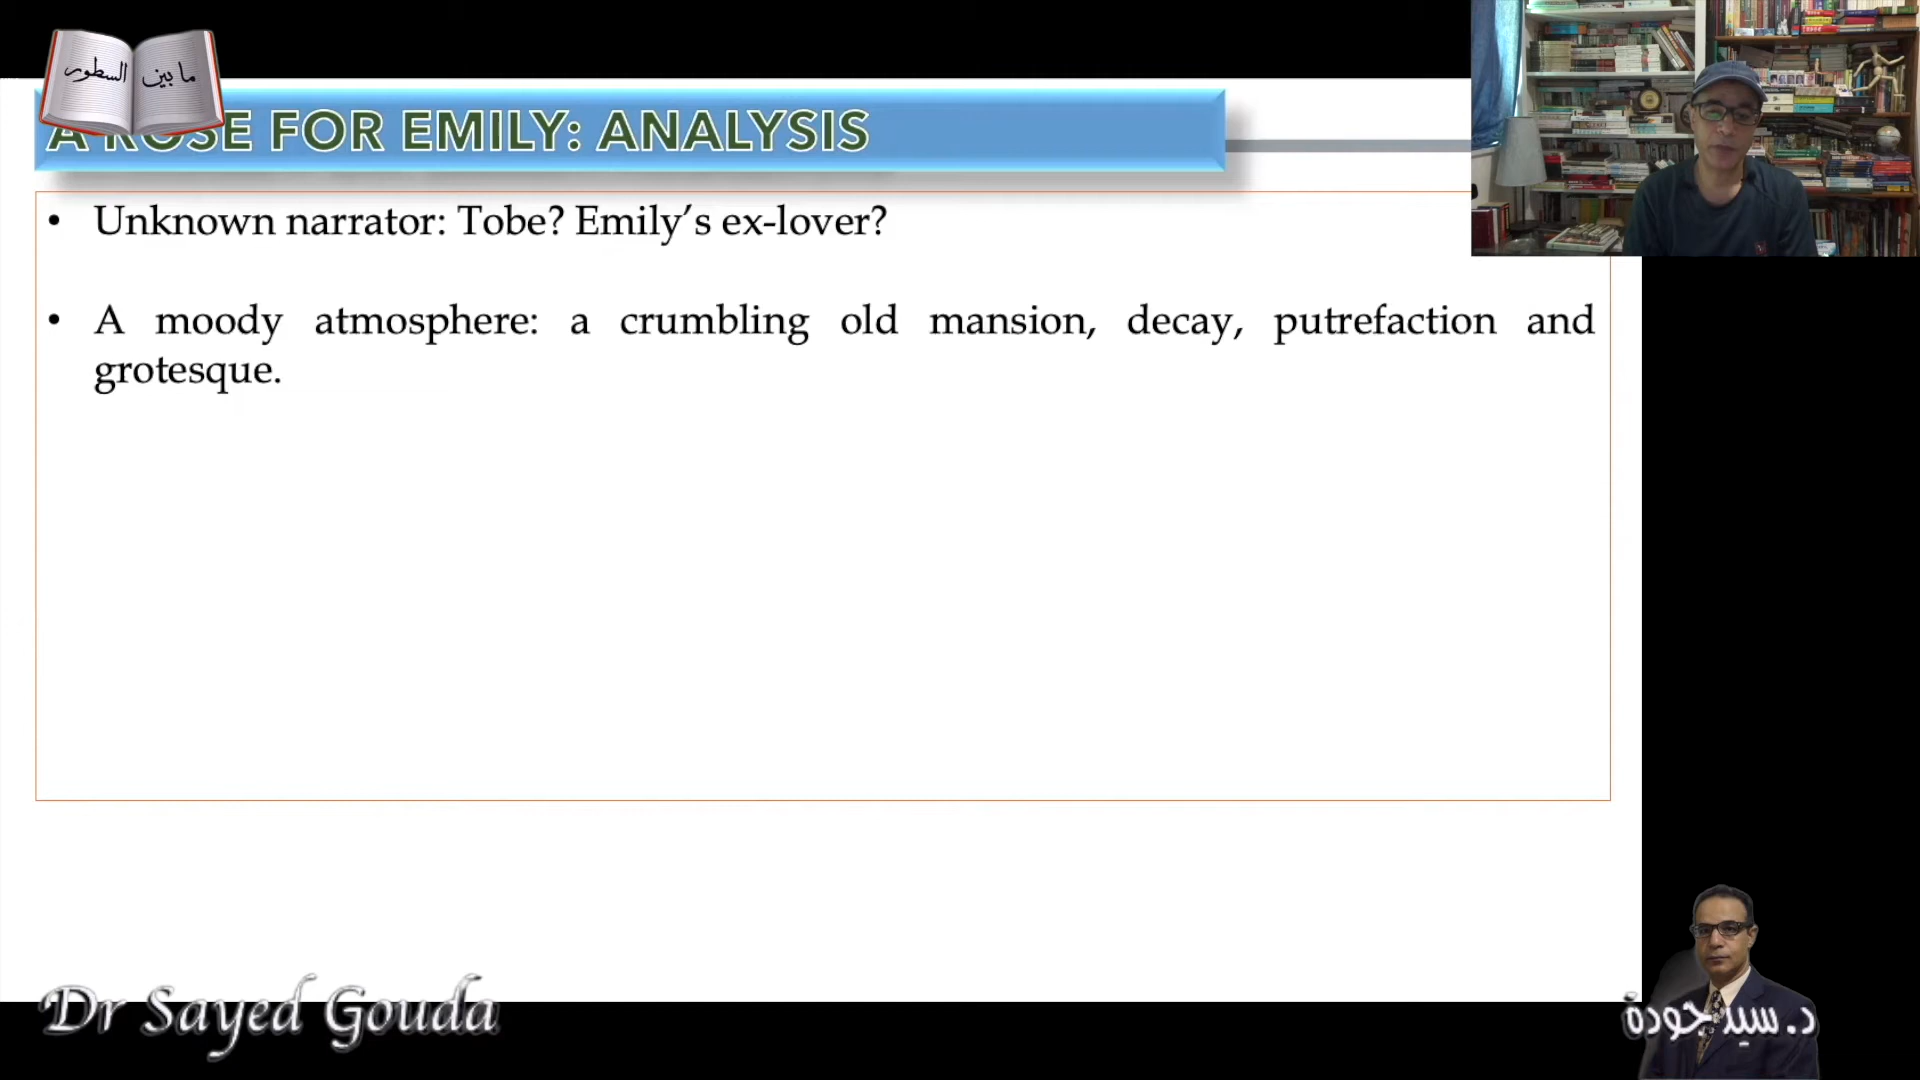 ما بين السطور
A ROSE FOR EMILY: ANALYSIS
• Unknown narrator: Tobe? Emily’s ex-lover?
• A moody atmosphere: a crumbling old mansion, decay, putrefaction and
grotesque.
Dr Sayed Gouda
د. سيد جودة